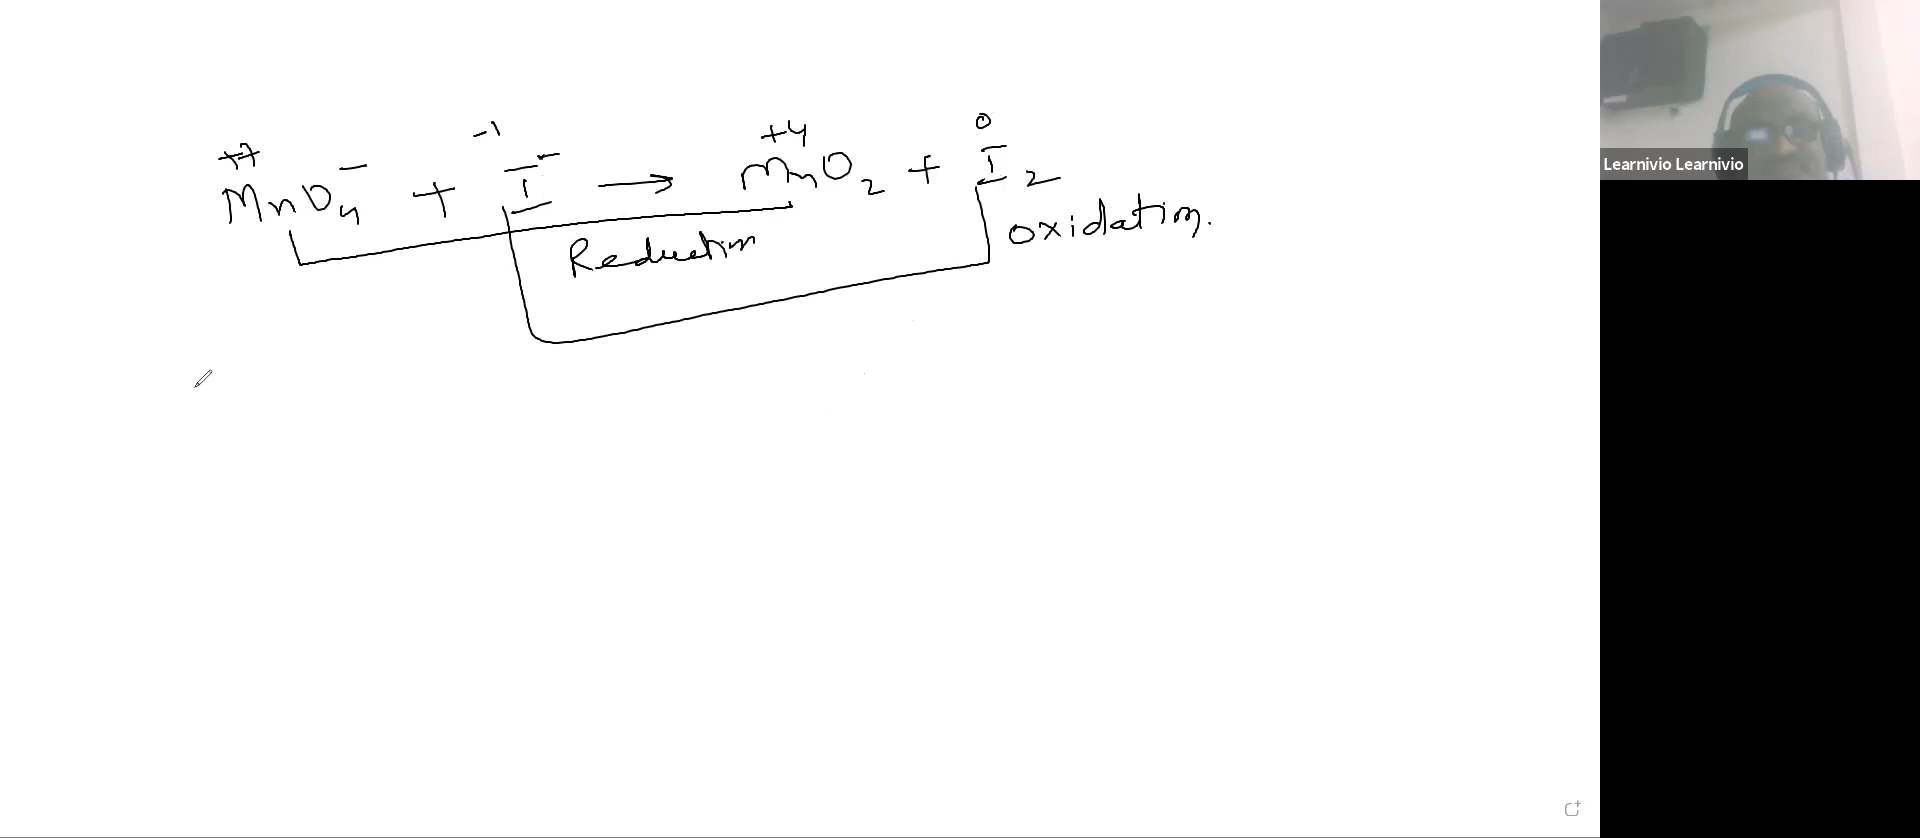 +7 -1 +4 0
MnO₄⁻ + I⁻ → MnO₂ + I₂
Reduction
oxidation.
Learnivio Learnivio